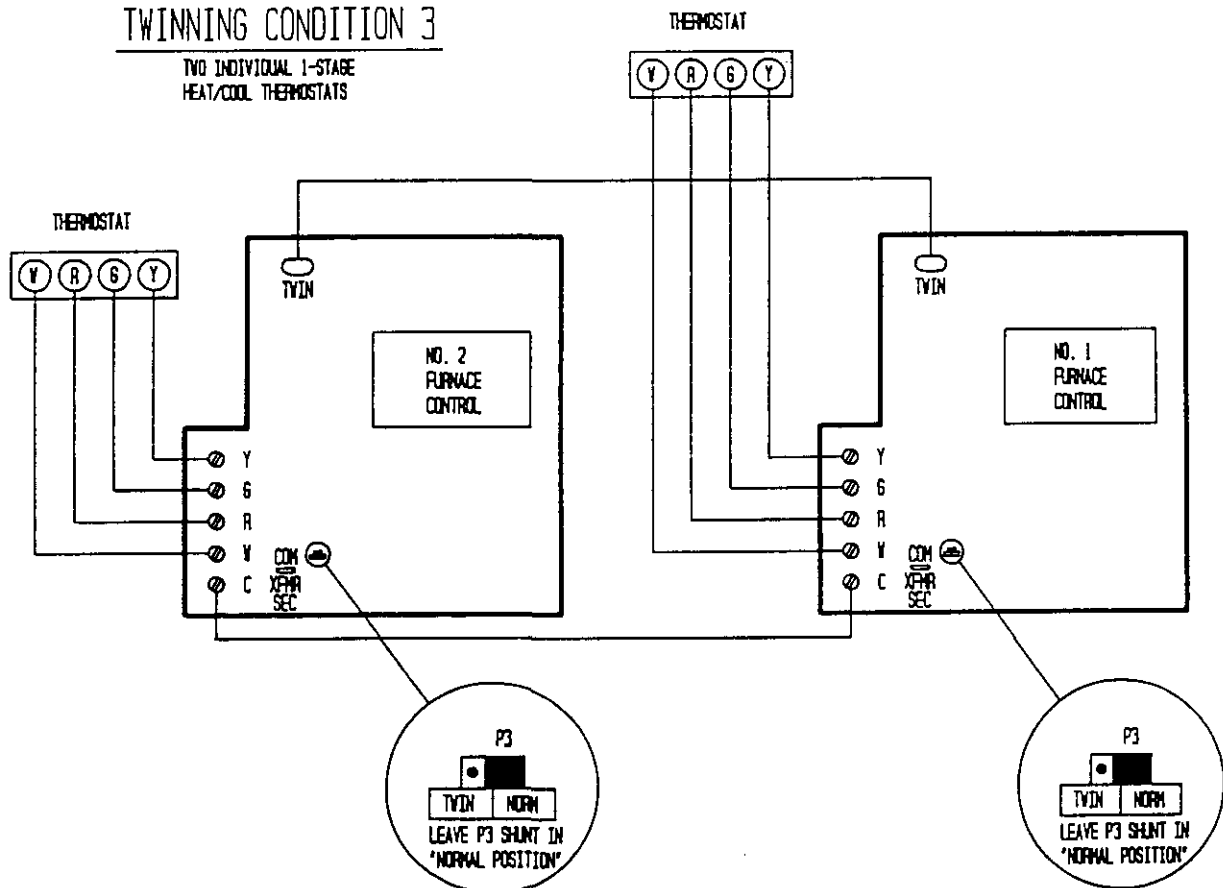 TWINNING CONDITION 3
TWO INDIVIDUAL 1-STAGE
HEAT/COOL THERMOSTATS
THERMOSTAT
W R G Y
THERMOSTAT
W R G Y
TWIN
NO. 2
FURNACE
CONTROL
Y
G
R
W
C
COM
XFMR
SEC
TWIN
NO. 1
FURNACE
CONTROL
Y
G
R
W
C
COM
XFMR
SEC
P3
TWIN NORM
LEAVE P3 SHUNT IN
"NORMAL POSITION"
P3
TWIN NORM
LEAVE P3 SHUNT IN
"NORMAL POSITION"